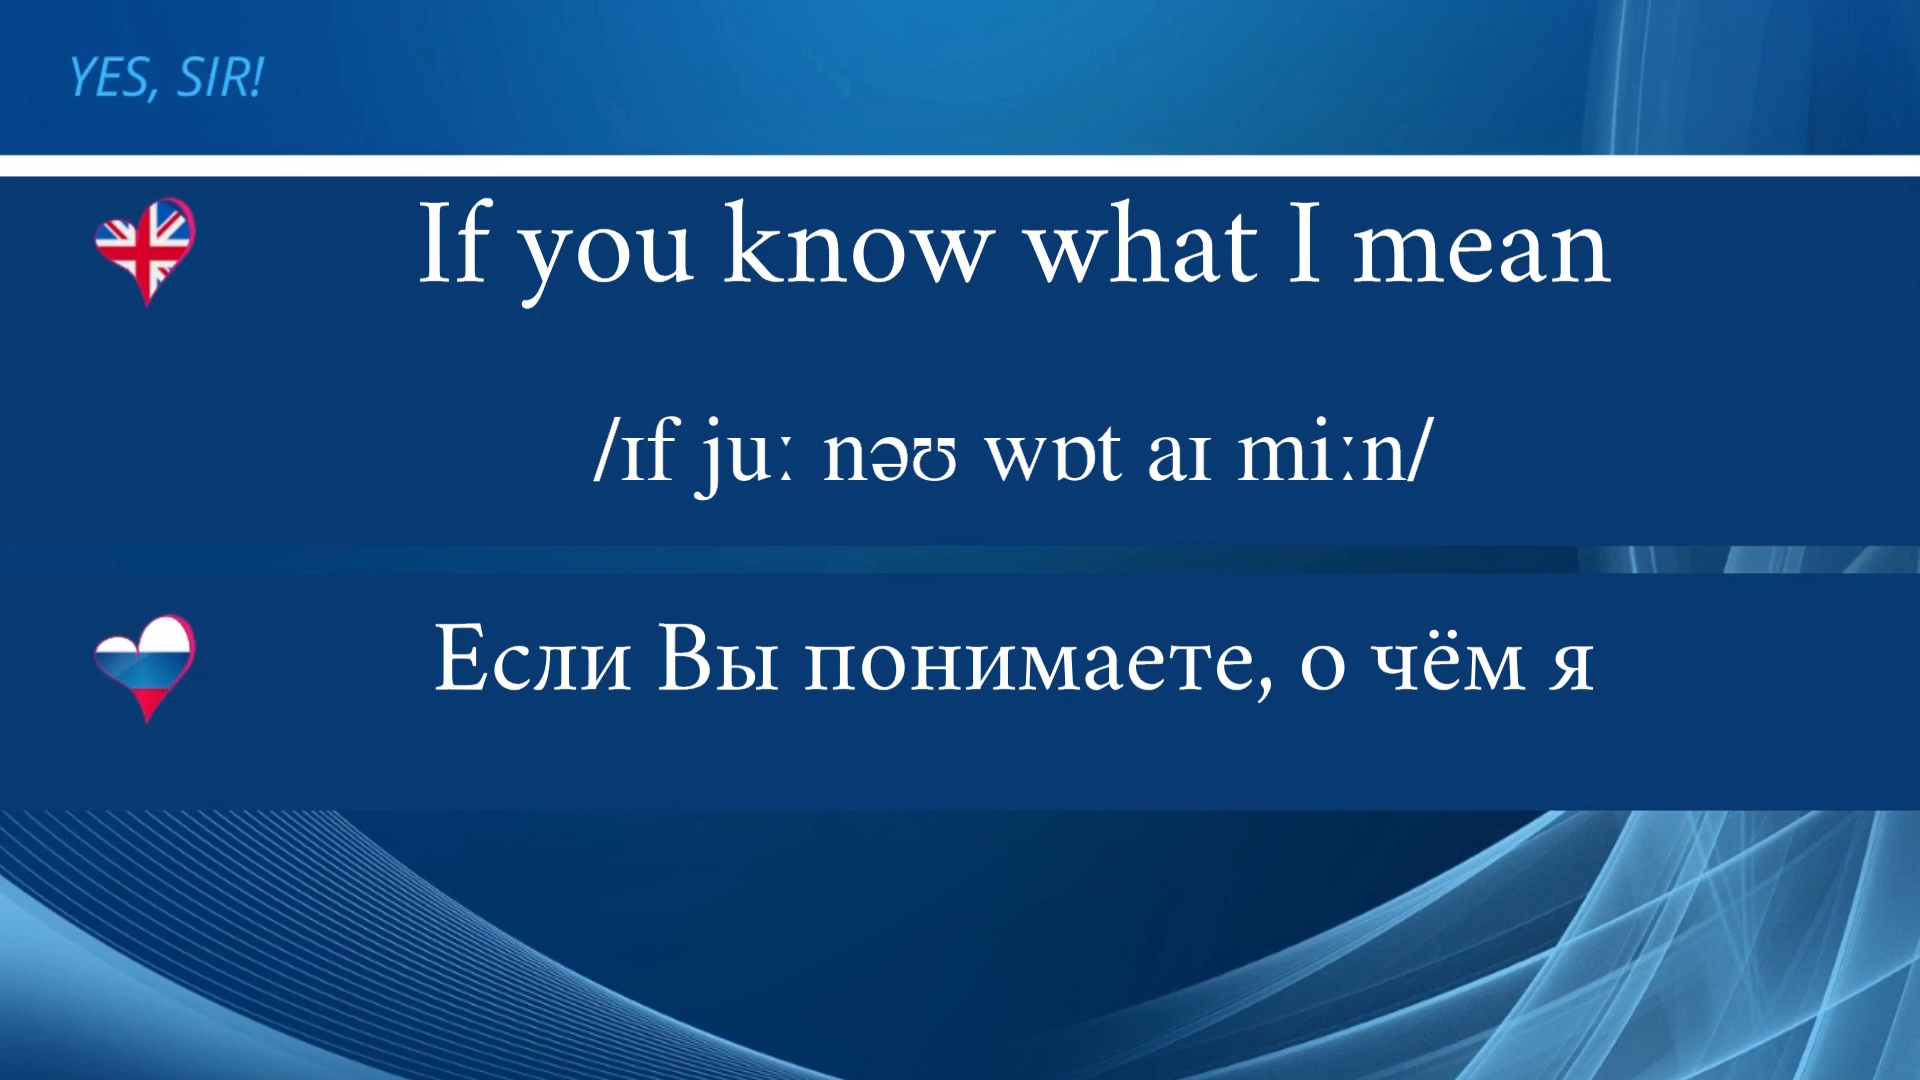 YES, SIR!
If you know what I mean
/ɪf juː nəʊ wɒt aɪ miːn/
Если Вы понимаете, о чём я